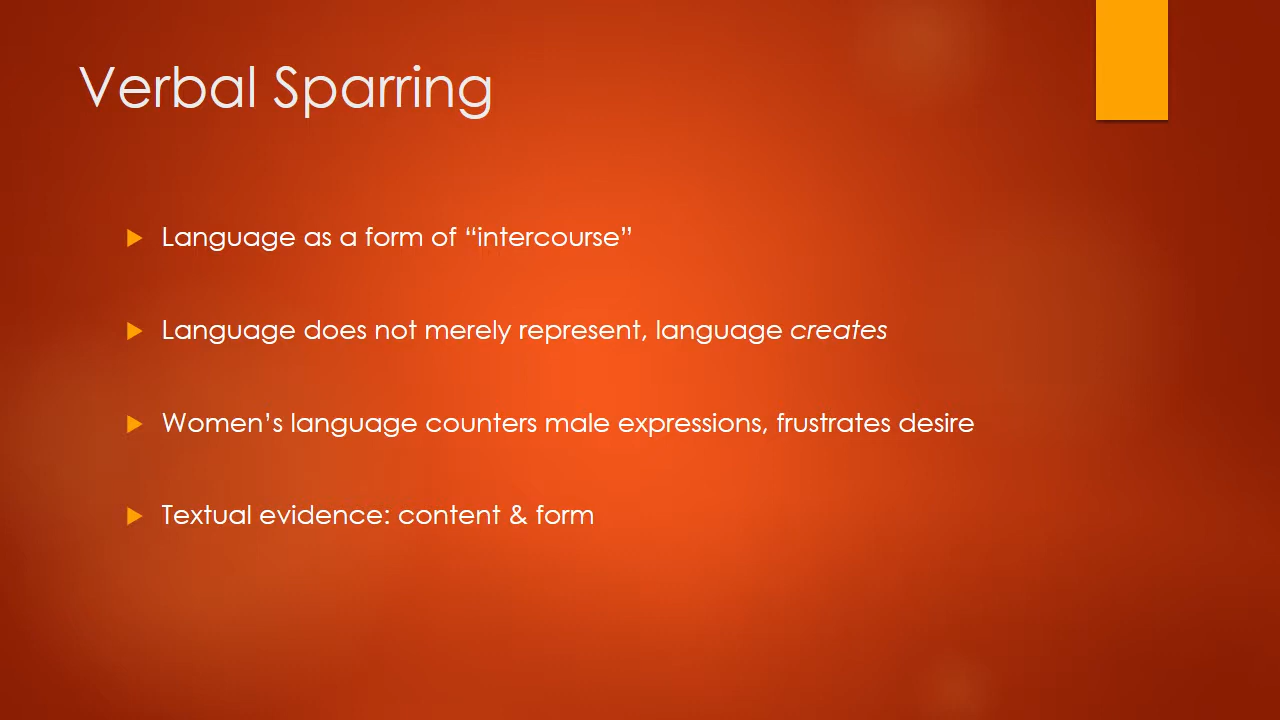 Verbal Sparring
Language as a form of “intercourse”
Language does not merely represent, language creates
Women’s language counters male expressions, frustrates desire
Textual evidence: content & form